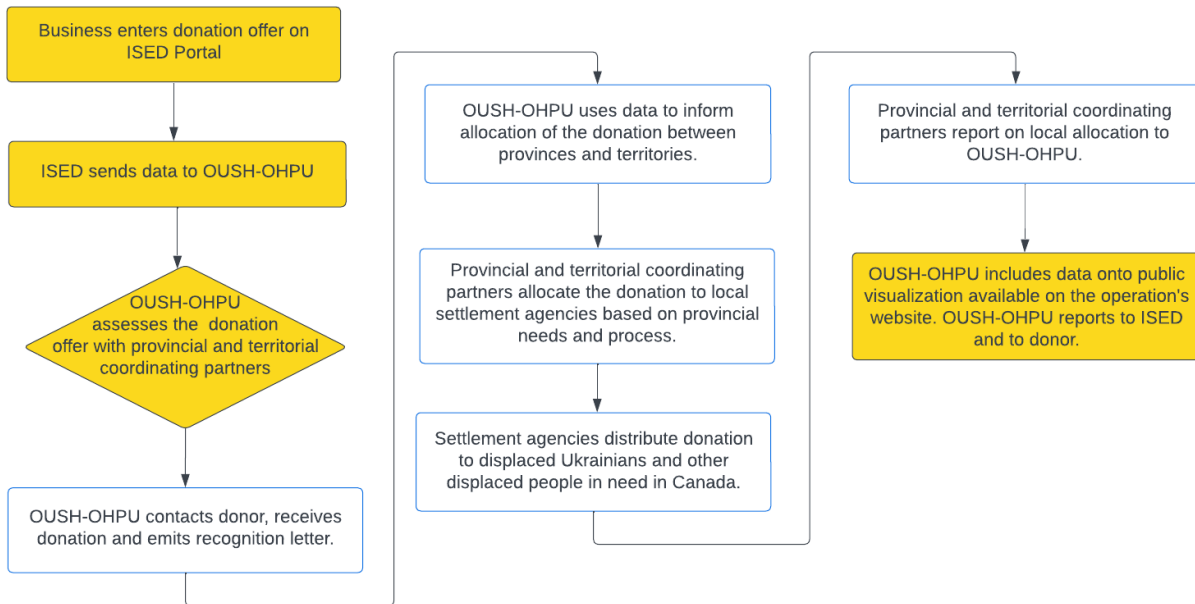 Business enters donation offer on
ISED Portal
ISED sends data to OUSH-OHPU
OUSH-OHPU
assesses the donation
offer with provincial and territorial
coordinating partners
OUSH-OHPU contacts donor, receives
donation and emits recognition letter.
OUSH-OHPU uses data to inform
allocation of the donation between
provinces and territories.
Provincial and territorial coordinating
partners allocate the donation to local
settlement agencies based on provincial
needs and process.
Settlement agencies distribute donation
to displaced Ukrainians and other
displaced people in need in Canada.
Provincial and territorial coordinating
partners report on local allocation to
OUSH-OHPU.
OUSH-OHPU includes data onto public
visualization available on the operation's
website. OUSH-OHPU reports to ISED
and to donor.